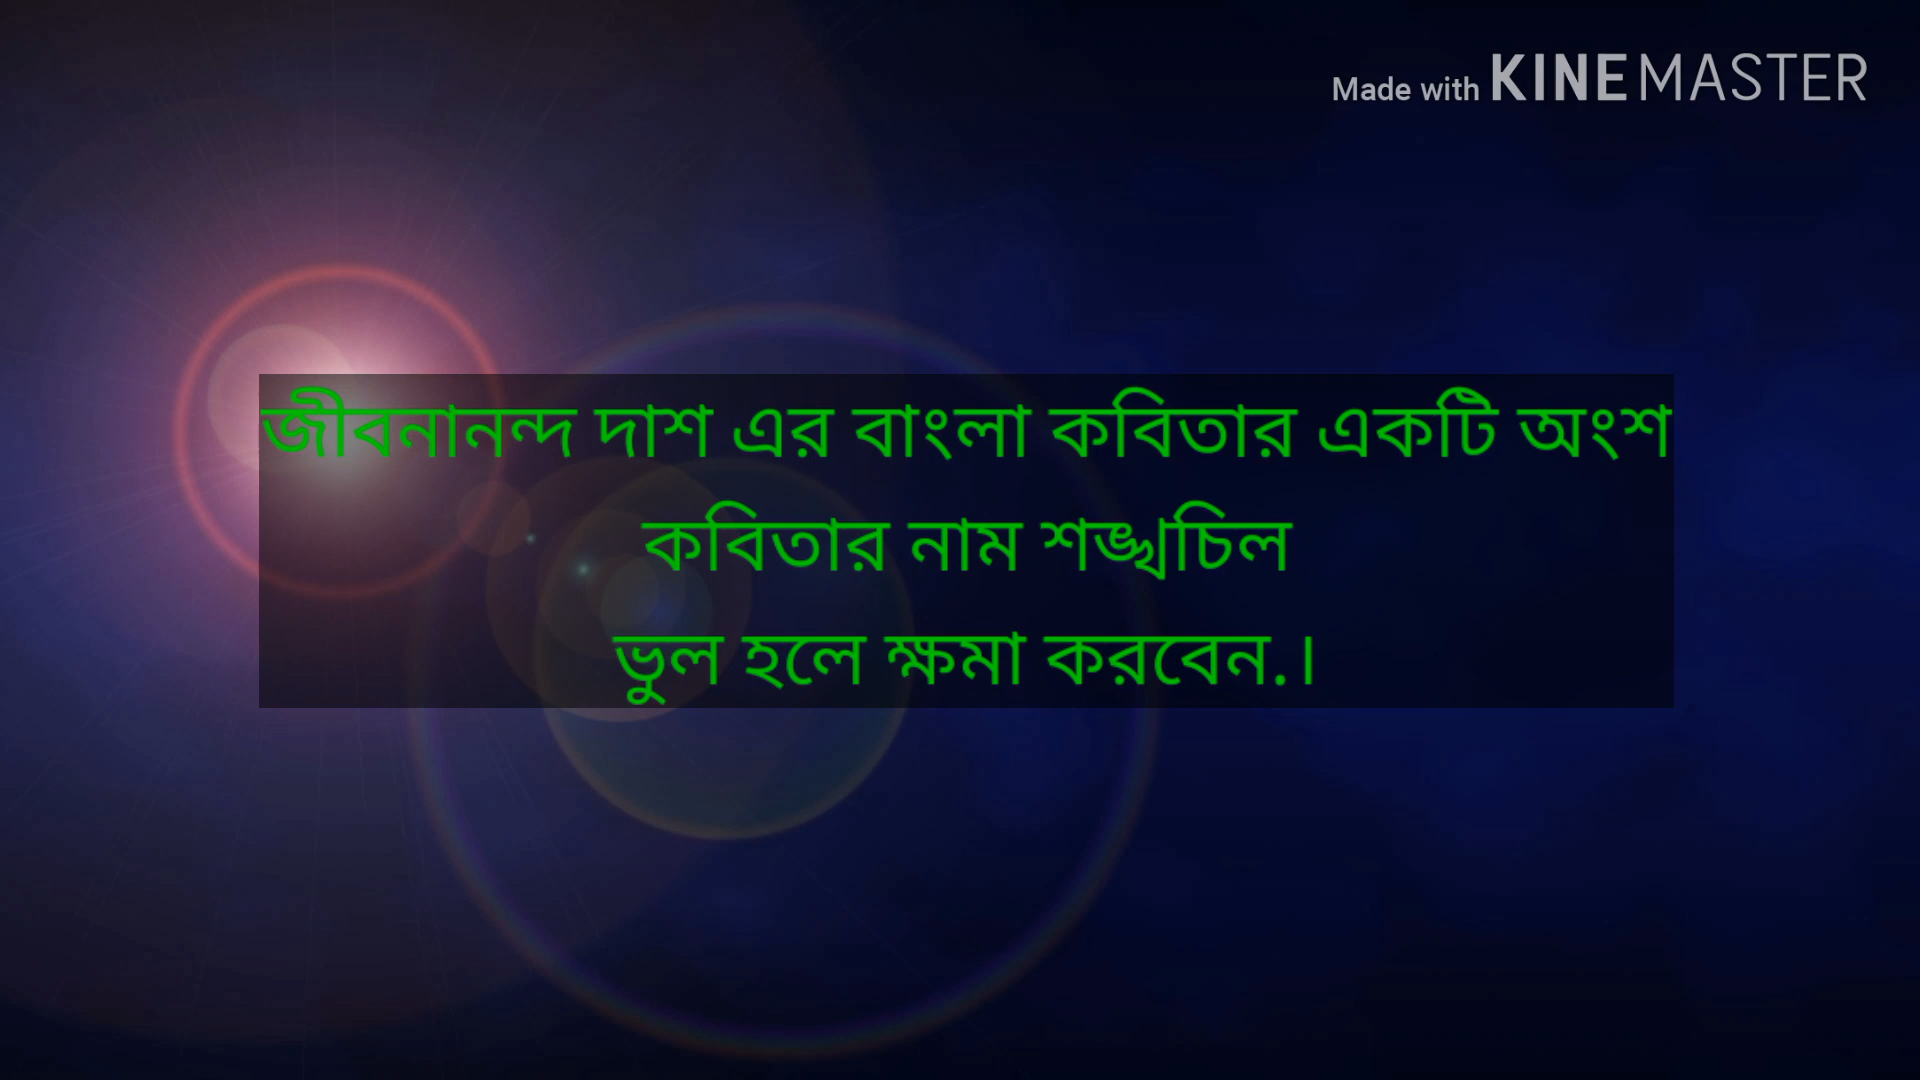 Made with KINEMASTER
জীবনানন্দ দাশ এর বাংলা কবিতার একটি অংশ
কবিতার নাম শঙ্খচিল
ভুল হলে ক্ষমা করবেন.।